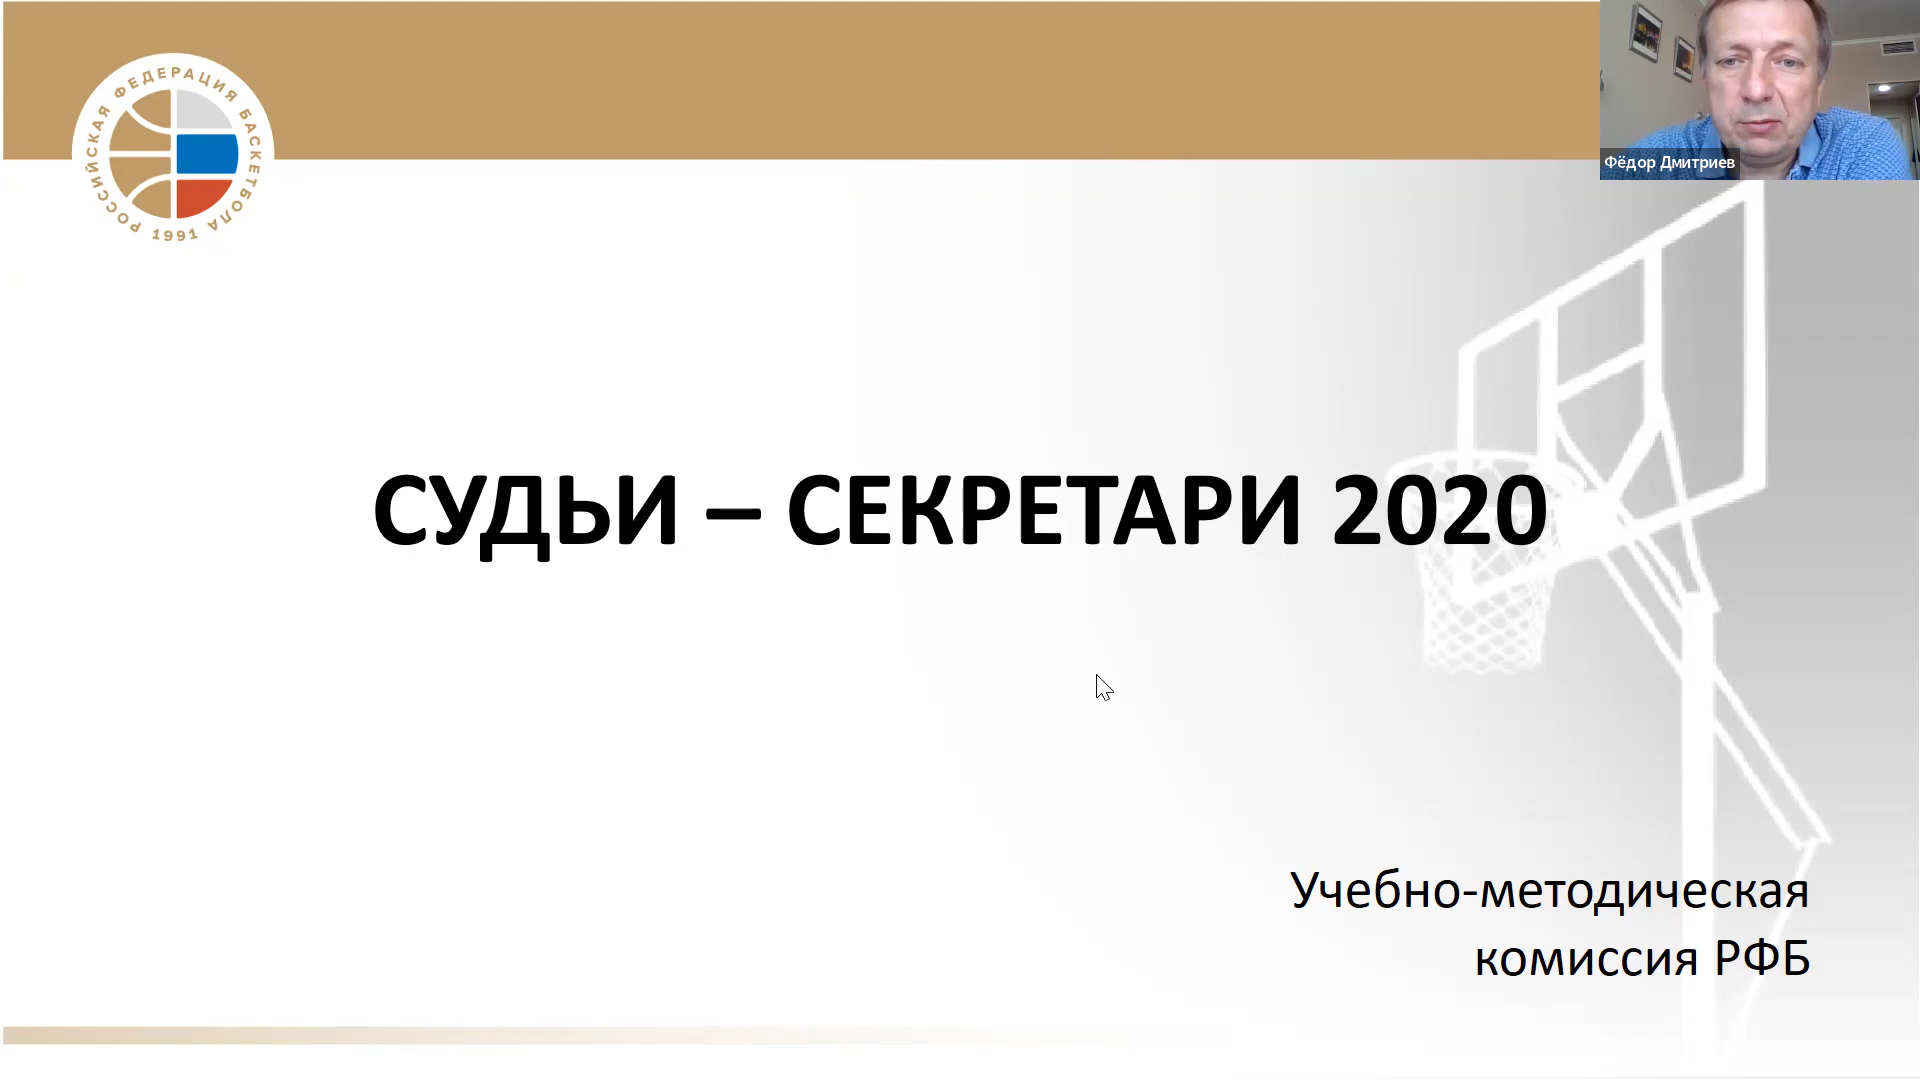 РОССИЙСКАЯ ФЕДЕРАЦИЯ БАСКЕТБОЛА
1991
Фёдор Дмитриев
СУДЬИ – СЕКРЕТАРИ 2020
Учебно-методическая
комиссия РФБ